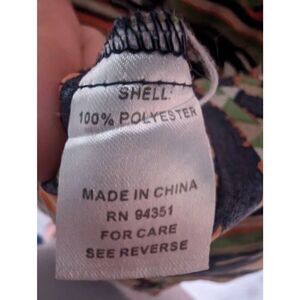 SHELL:
100% POLYESTER
MADE IN CHINA
RN 94351
FOR CARE
SEE REVERSE